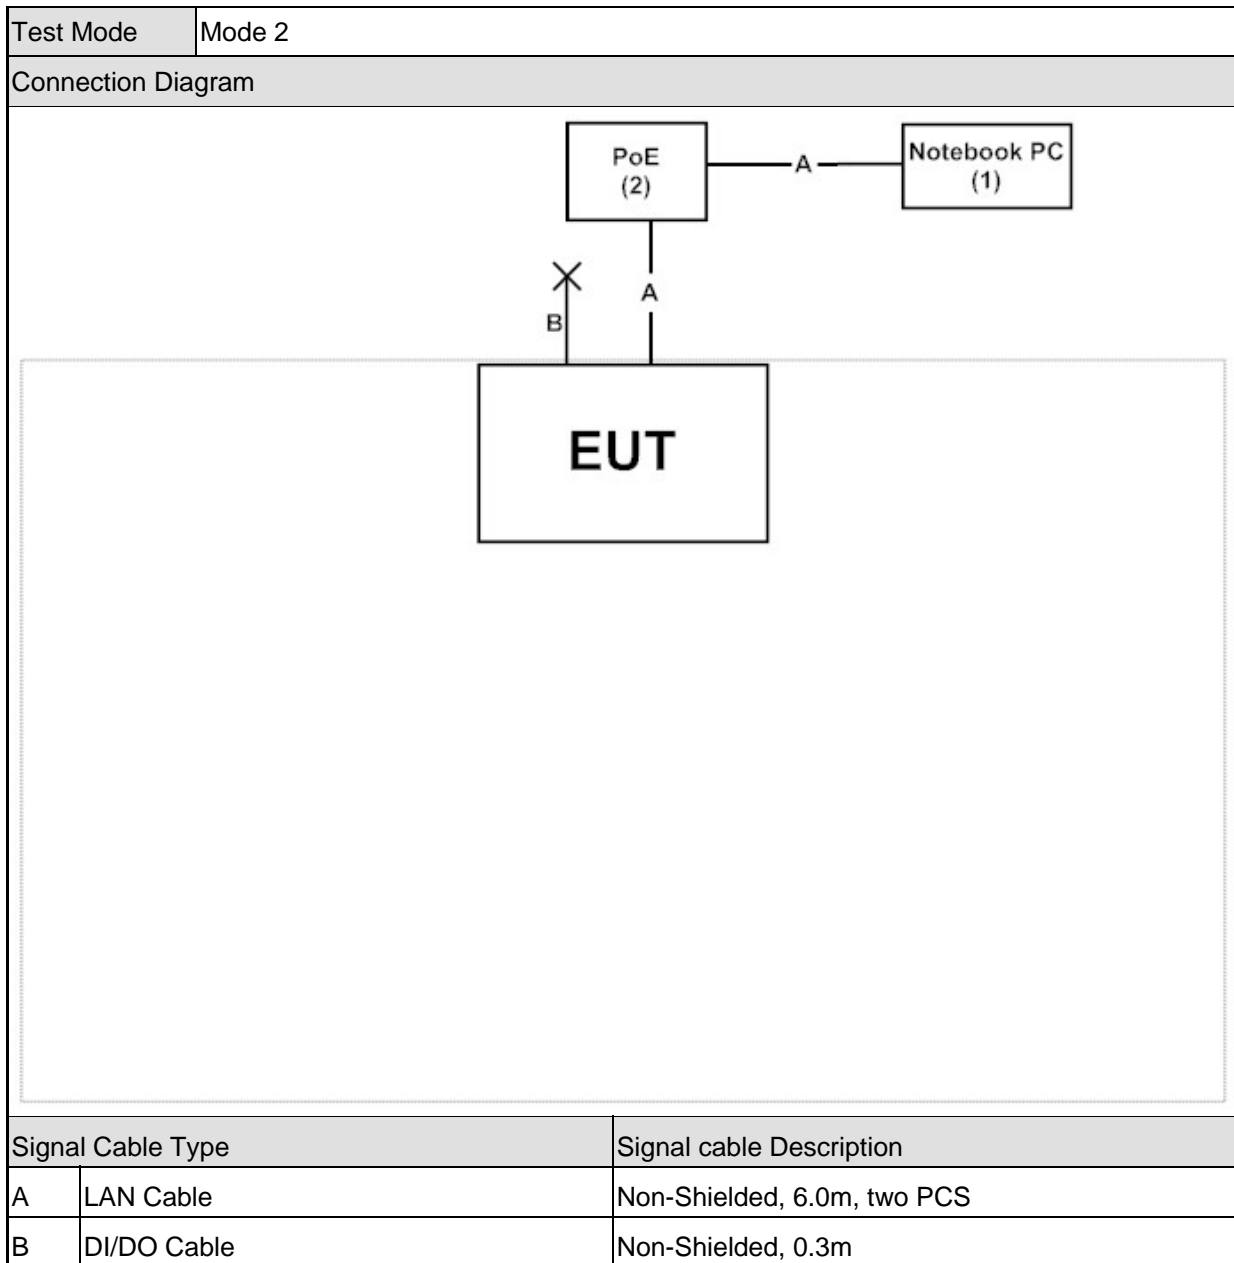 Test Mode Mode 2
Connection Diagram
PoE
(2)
A
Notebook PC
(1)
A
B
EUT
Signal Cable Type Signal cable Description
A LAN Cable Non-Shielded, 6.0m, two PCS
B DI/DO Cable Non-Shielded, 0.3m